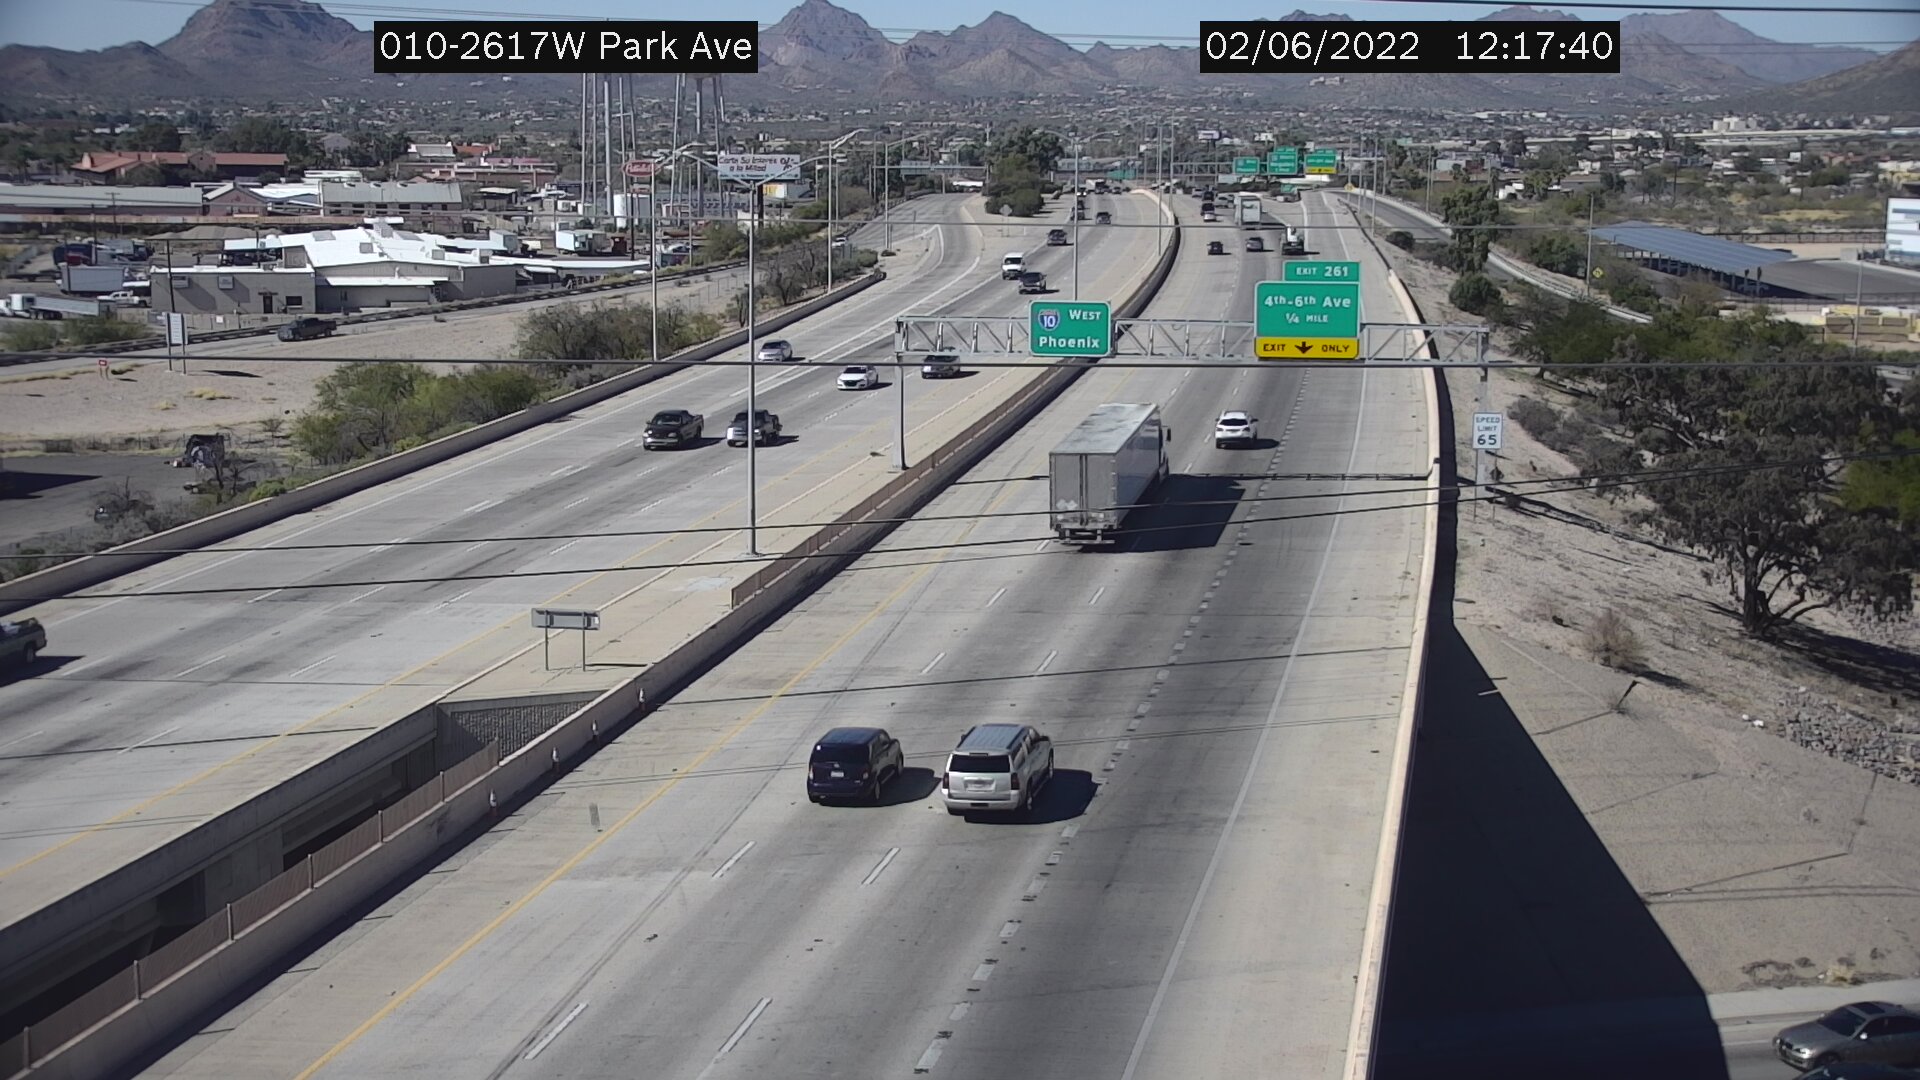 010-2617W Park Ave
02/06/2022 12:17:40
EXIT 261
4th-6th Ave
1/4 MILE
EXIT ONLY
10
WEST
Phoenix
SPEED
LIMIT
65